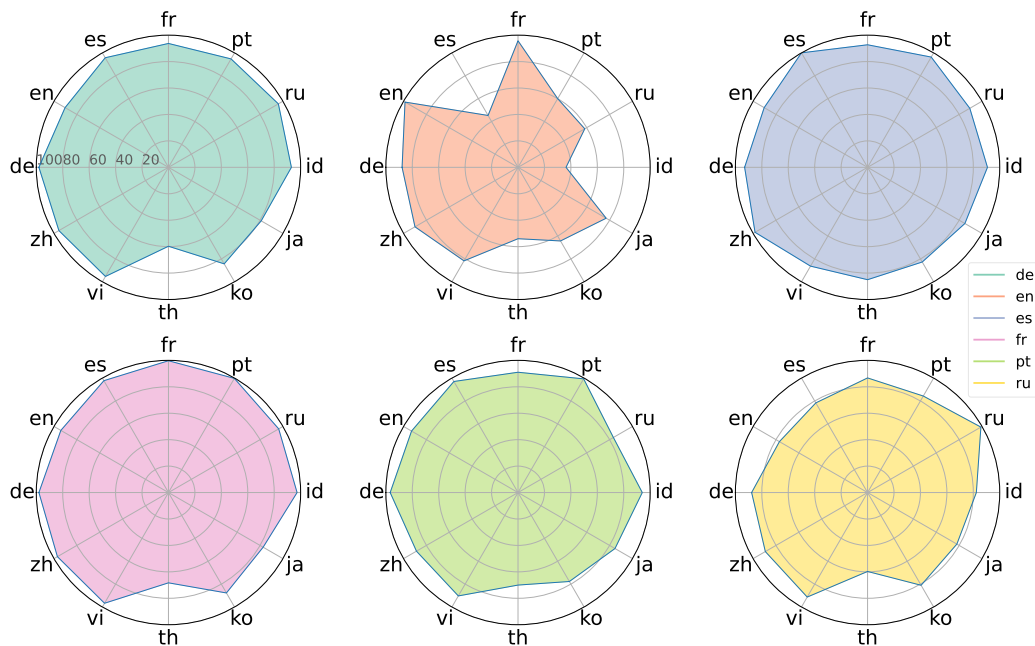 fr
es pt
en ru
de 100 80 60 40 20 id
zh ja
vi ko
th
fr
es pt
en ru
de id
zh ja
vi ko
th
fr
es pt
en ru
de id
zh ja
vi ko
th
de
en
es
fr
pt
ru
fr
es pt
en ru
de id
zh ja
vi ko
th
fr
es pt
en ru
de id
zh ja
vi ko
th
fr
es pt
en ru
de id
zh ja
vi ko
th